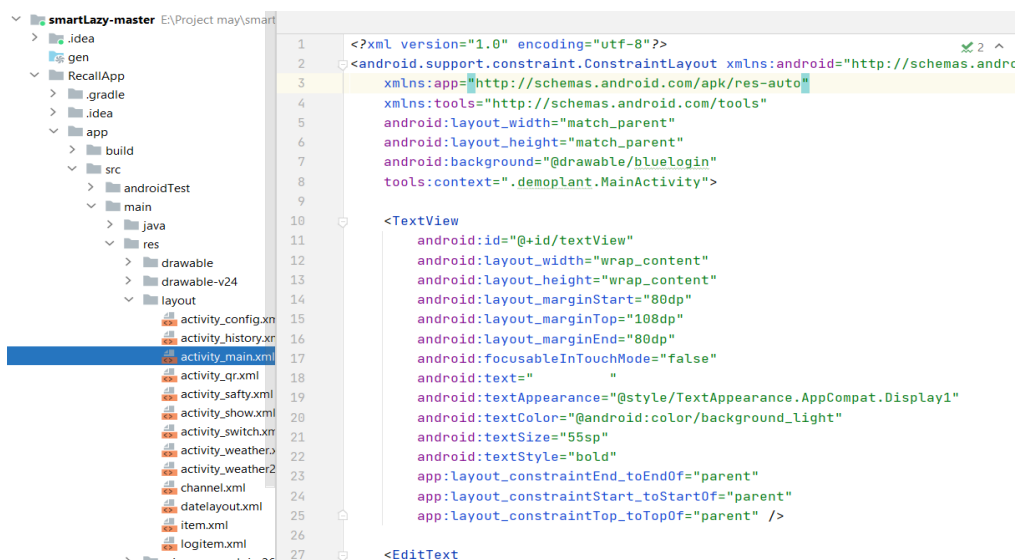 smartLazy-master E:\Project may\smart
.idea
gen
RecallApp
.gradle
.idea
app
build
src
androidTest
main
java
res
drawable
drawable-v24
layout
activity_config.xm
activity_history.xm
activity_main.xml
activity_qr.xml
activity_safty.xml
activity_show.xml
activity_switch.xm
activity_weather.x
activity_weather2
channel.xml
datelayout.xml
item.xml
logitem.xml
2
1 <?xml version="1.0" encoding="utf-8"?>
2 <android.support.constraint.ConstraintLayout xmlns:android="http://schemas.andro
3 xmlns:app="http://schemas.android.com/apk/res-auto"
4 xmlns:tools="http://schemas.android.com/tools"
5 android:layout_width="match_parent"
6 android:layout_height="match_parent"
7 android:background="@drawable/bluelogin"
8 tools:context=".demoplant.MainActivity">
9
10 <TextView
11 android:id="@+id/textView"
12 android:layout_width="wrap_content"
13 android:layout_height="wrap_content"
14 android:layout_marginStart="80dp"
15 android:layout_marginTop="108dp"
16 android:layout_marginEnd="80dp"
17 android:focusableInTouchMode="false"
18 android:text="          "
19 android:textAppearance="@style/TextAppearance.AppCompat.Display1"
20 android:textColor="@android:color/background_light"
21 android:textSize="55sp"
22 android:textStyle="bold"
23 app:layout_constraintEnd_toEndOf="parent"
24 app:layout_constraintStart_toStartOf="parent"
25 app:layout_constraintTop_toTopOf="parent" />
26
27 <EditText